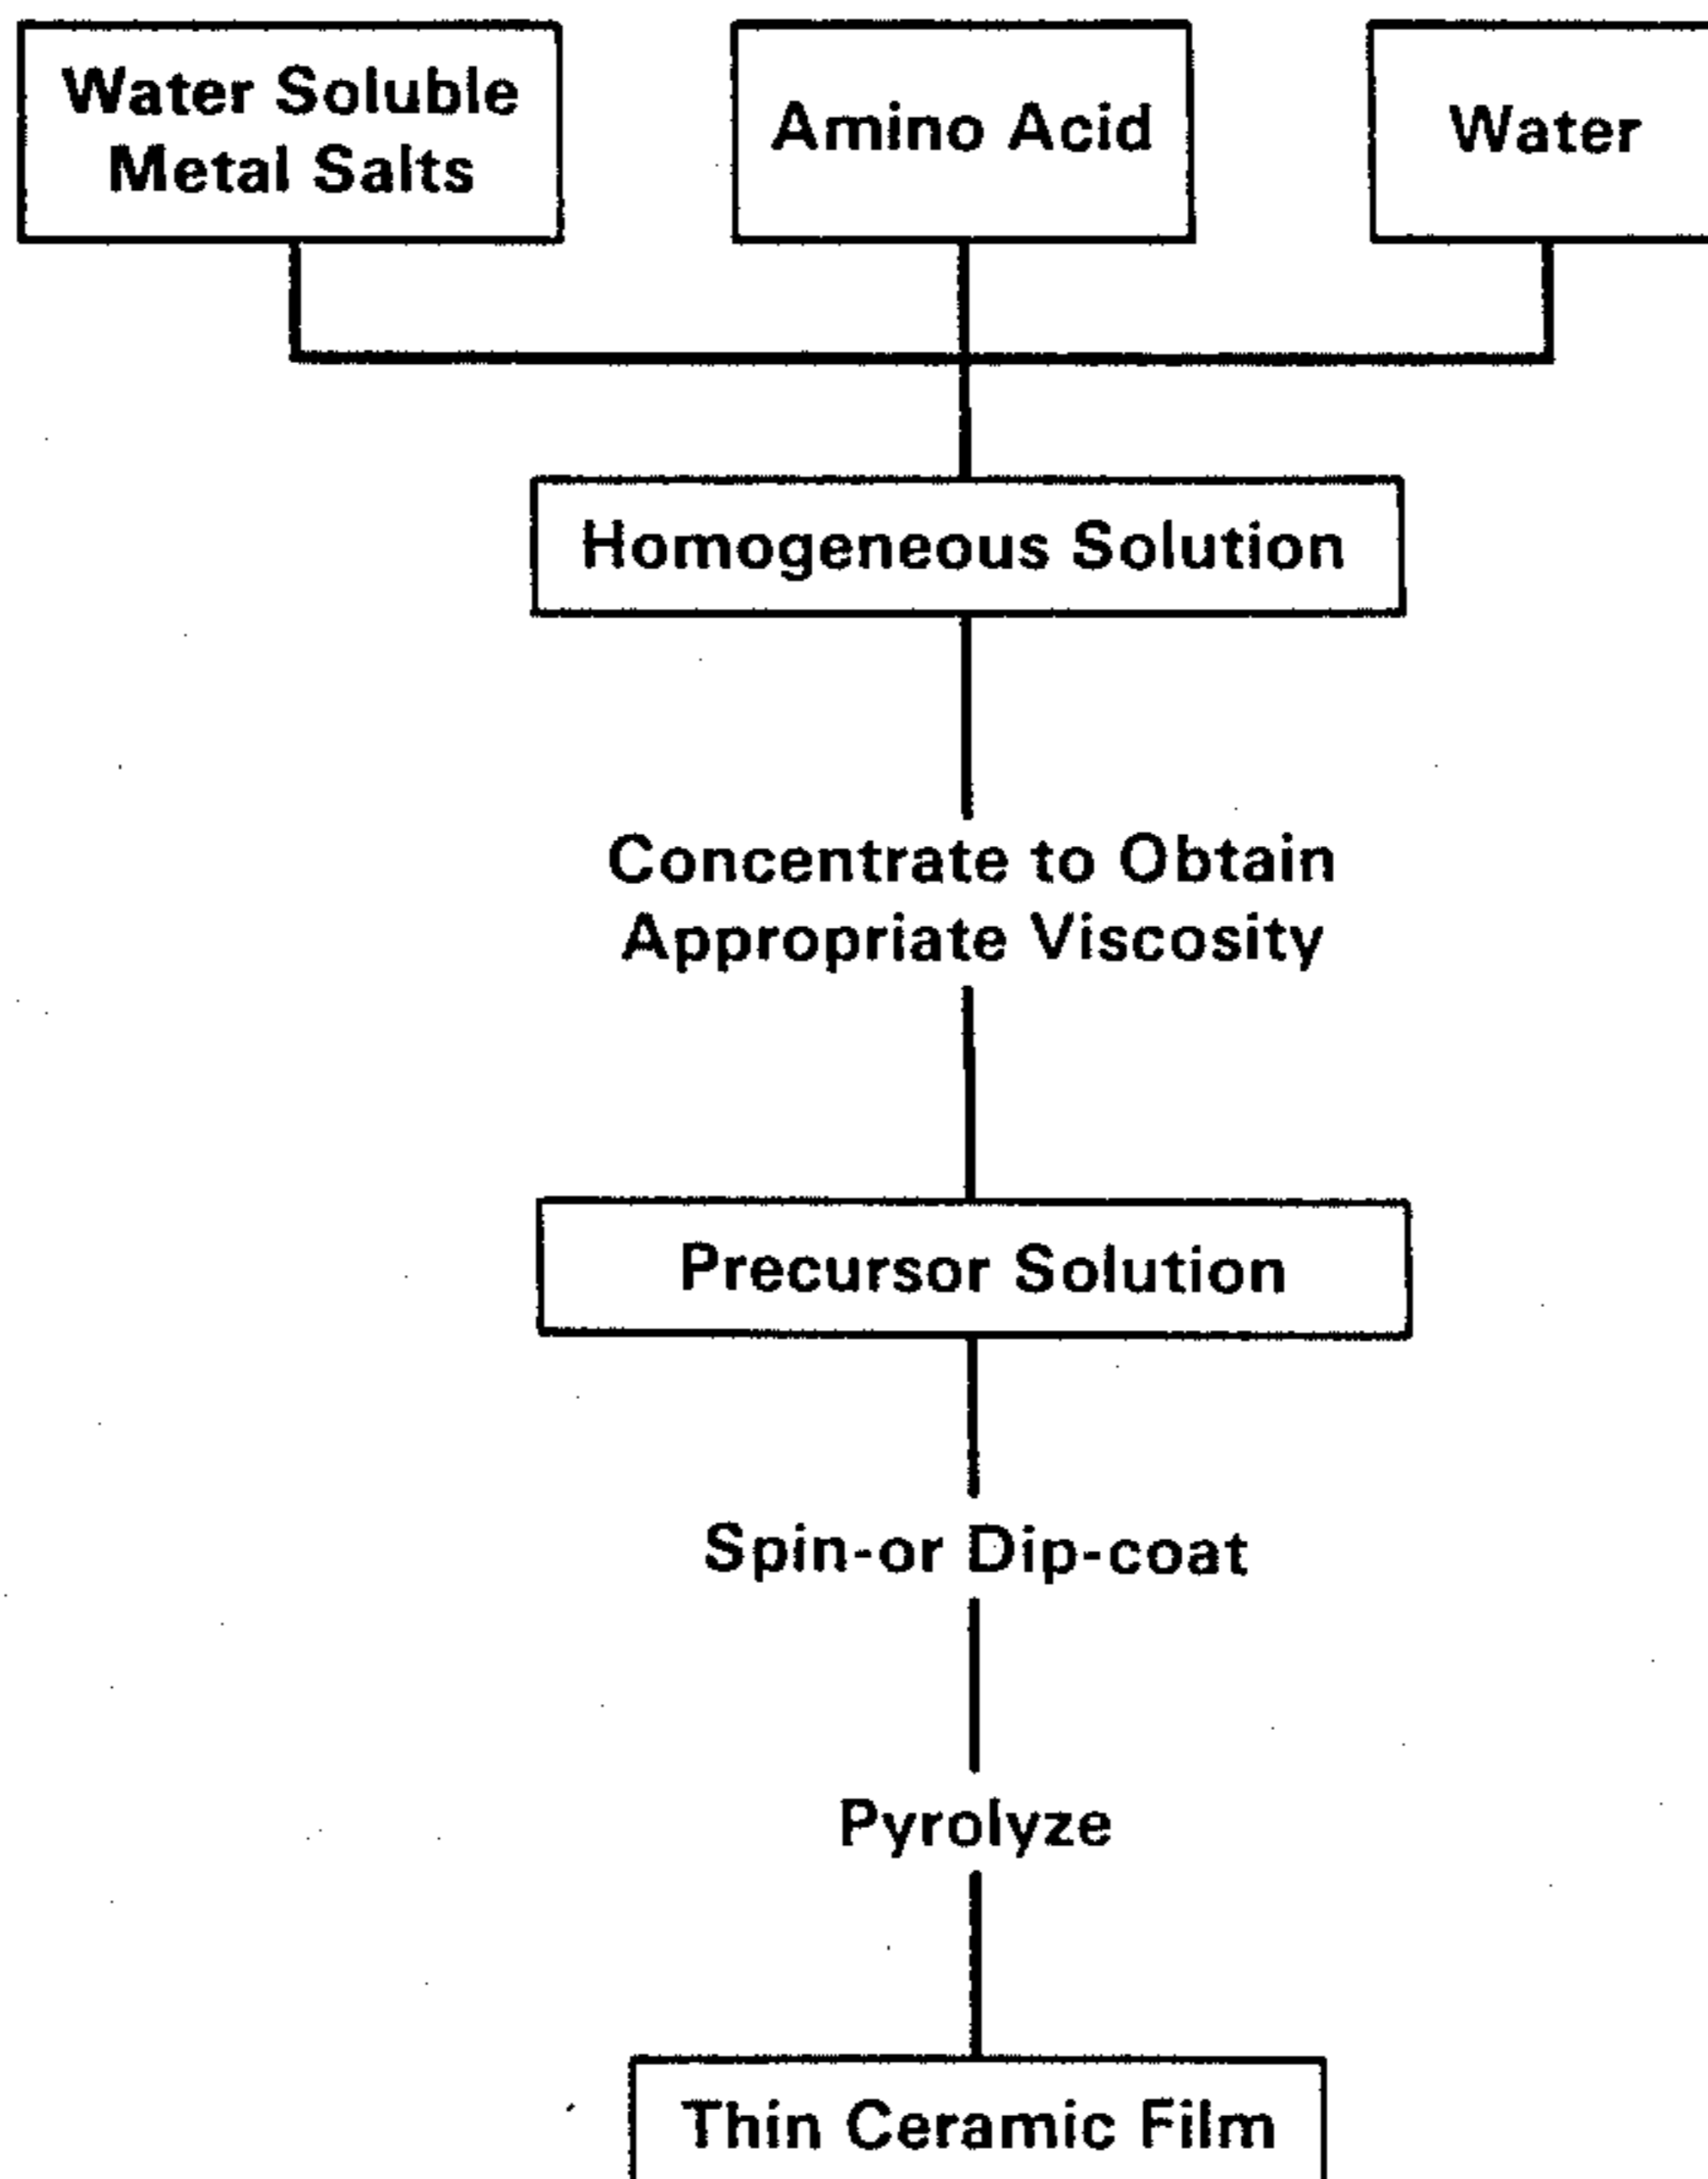 Water Soluble
Metal Salts
Amino Acid
Water
Homogeneous Solution
Concentrate to Obtain
Appropriate Viscosity
Precursor Solution
Spin-or Dip-coat
Pyrolyze
Thin Ceramic Film